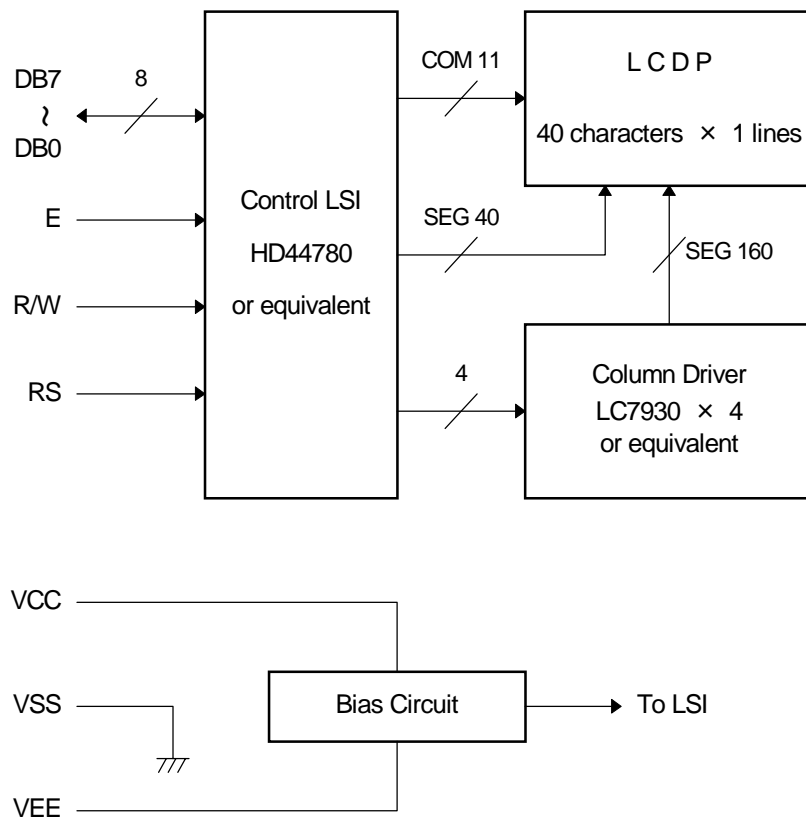 DB7
~
DB0
8
E
R/W
RS
Control LSI
HD44780
or equivalent
COM 11
SEG 40
4
L C D P
40 characters × 1 lines
SEG 160
Column Driver
LC7930 × 4
or equivalent
VCC
VSS
VEE
Bias Circuit
To LSI